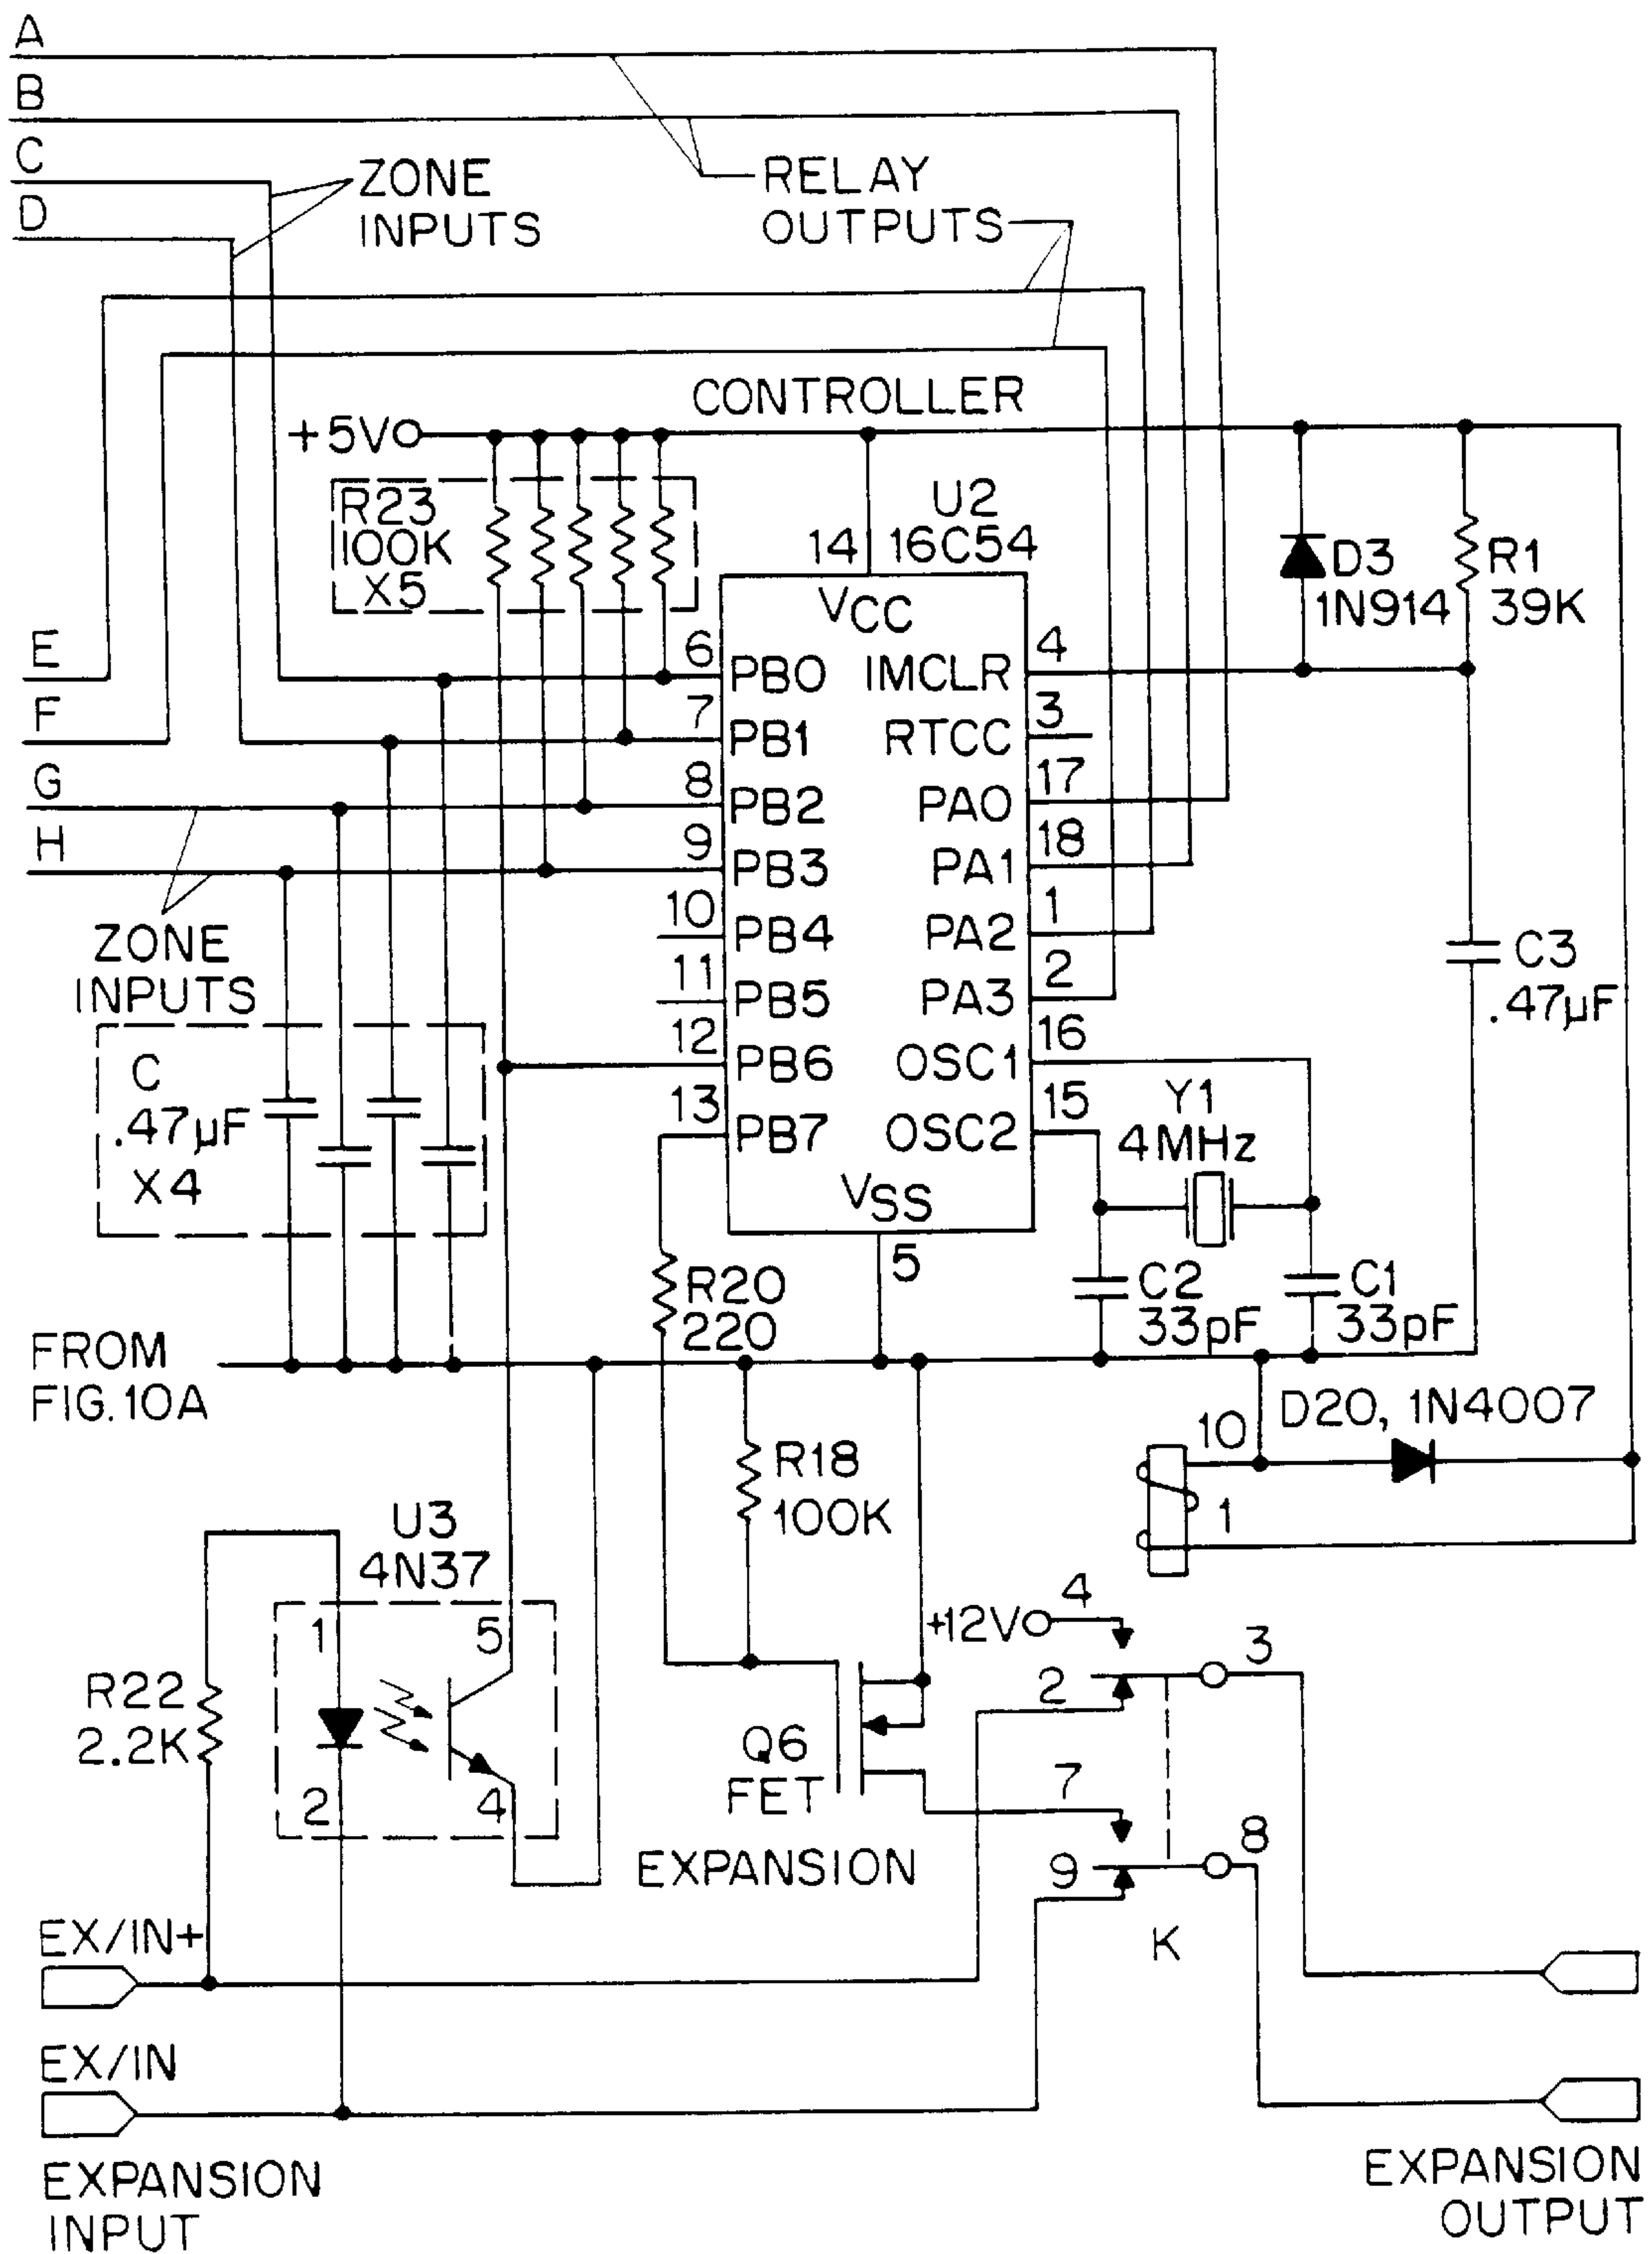 A
B
C
D
ZONE
INPUTS
RELAY
OUTPUTS
CONTROLLER
+5V
R23
100K
X5
U2
16C54
14
VCC
D3
1N914
R1
39K
E
F
G
H
6
7
8
9
10
11
12
13
PB0
PB1
PB2
PB3
PB4
PB5
PB6
PB7
IMCLR
RTCC
PA0
PA1
PA2
PA3
OSC1
OSC2
VSS
4
3
17
18
1
2
16
15
5
ZONE
INPUTS
C
.47µF
X4
C3
.47µF
Y1
4MHz
R20
220
C2
33pF
C1
33pF
FROM
FIG.10A
D20, 1N4007
10
1
R18
100K
U3
4N37
1
5
2
4
R22
2.2K
+12V
4
3
2
Q6
FET
7
8
9
EXPANSION
K
EX/IN+
EX/IN
EXPANSION
INPUT
EXPANSION
OUTPUT